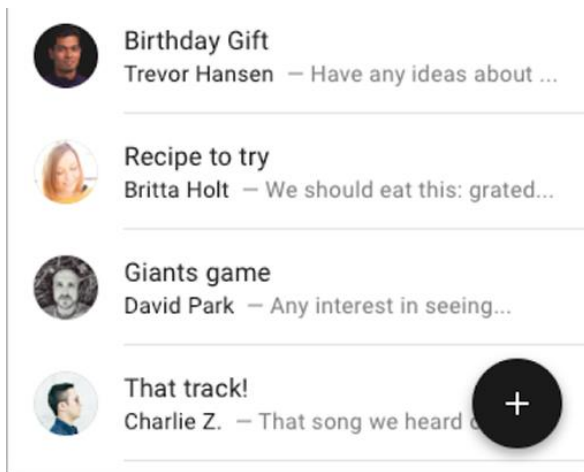 Birthday Gift
Trevor Hansen — Have any ideas about ...
Recipe to try
Britta Holt — We should eat this: grated...
Giants game
David Park — Any interest in seeing...
That track!
Charlie Z. — That song we heard
+